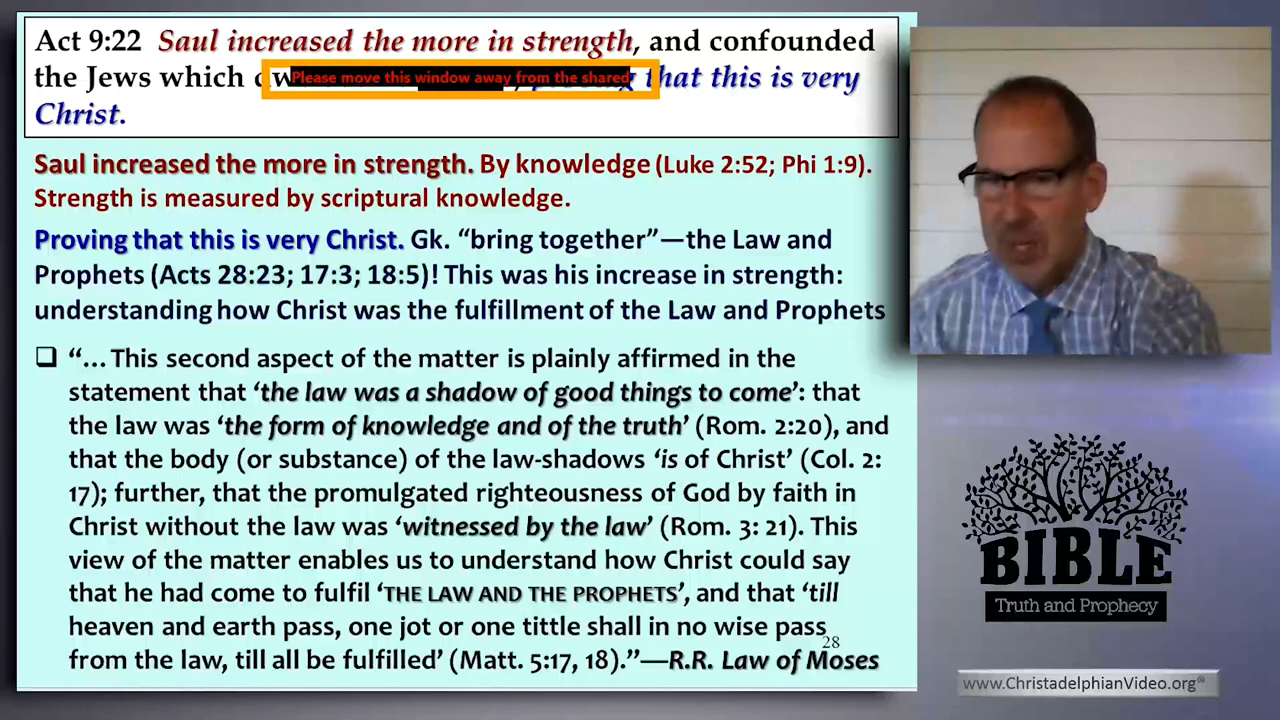 Act 9:22 Saul increased the more in strength, and confounded
the Jews which
Please move this window away from the shared
that this is very
Christ.
Saul increased the more in strength. By knowledge (Luke 2:52; Phi 1:9).
Strength is measured by scriptural knowledge.
Proving that this is very Christ. Gk. “bring together”—the Law and
Prophets (Acts 28:23; 17:3; 18:5)! This was his increase in strength:
understanding how Christ was the fulfillment of the Law and Prophets
❑ “…This second aspect of the matter is plainly affirmed in the
statement that ‘the law was a shadow of good things to come’: that
the law was ‘the form of knowledge and of the truth’ (Rom. 2:20), and
that the body (or substance) of the law-shadows ‘is of Christ’ (Col. 2:
17); further, that the promulgated righteousness of God by faith in
Christ without the law was ‘witnessed by the law’ (Rom. 3: 21). This
view of the matter enables us to understand how Christ could say
that he had come to fulfil ‘THE LAW AND THE PROPHETS’, and that ‘till
heaven and earth pass, one jot or one tittle shall in no wise pass
from the law, till all be fulfilled’ (Matt. 5:17, 18).”—R.R. Law of Moses
28
BIBLE
Truth and Prophecy
www.ChristadelphianVideo.org®